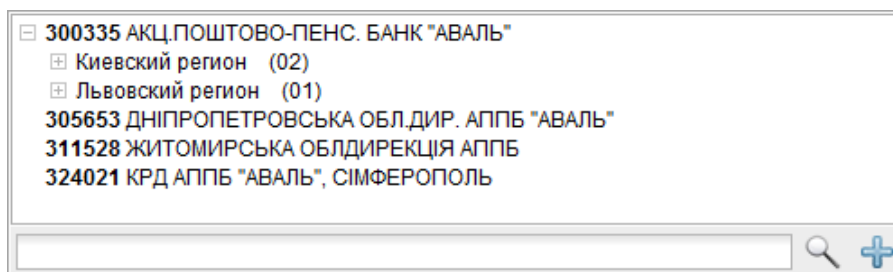 300335 АКЦ.ПОШТОВО-ПЕНС. БАНК "АВАЛЬ"
Киевский регион (02)
Львовский регион (01)
305653 ДНІПРОПЕТРОВСЬКА ОБЛ.ДИР. АППБ "АВАЛЬ"
311528 ЖИТОМИРСЬКА ОБЛДИРЕКЦІЯ АППБ
324021 КРД АППБ "АВАЛЬ", СІМФЕРОПОЛЬ